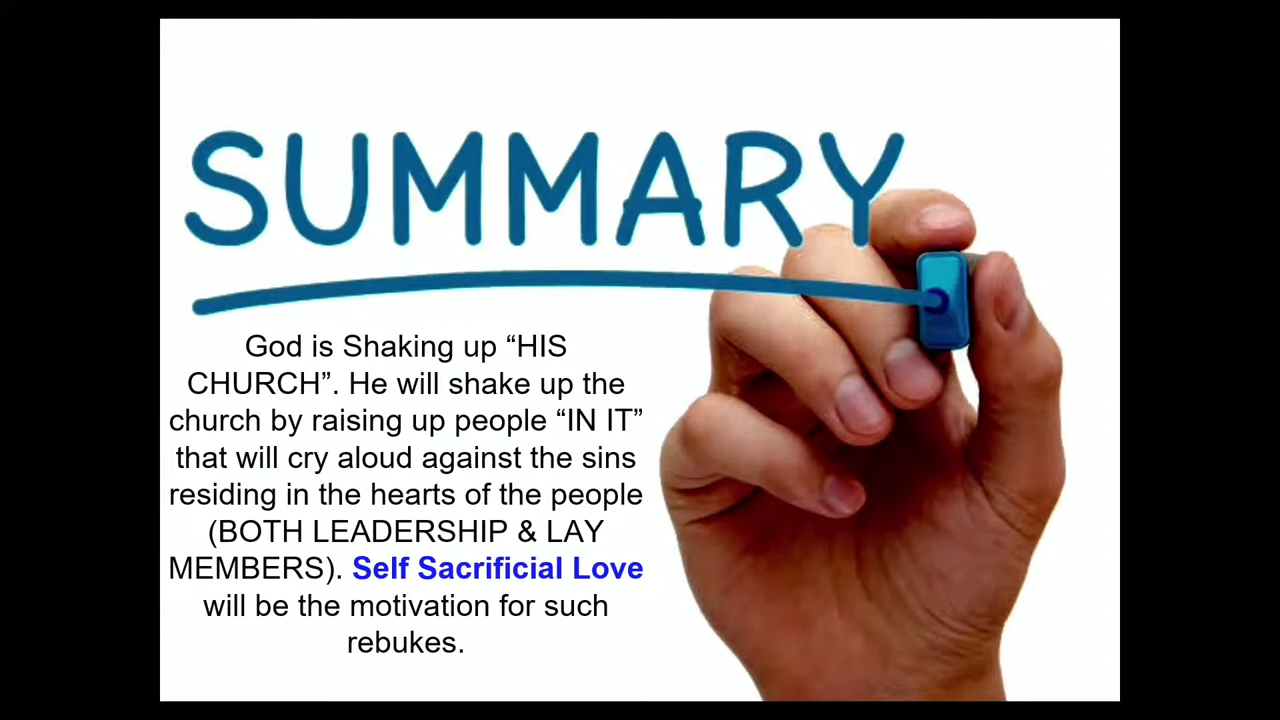 SUMMARY
God is Shaking up “HIS
CHURCH”. He will shake up the
church by raising up people “IN IT”
that will cry aloud against the sins
residing in the hearts of the people
(BOTH LEADERSHIP & LAY
MEMBERS). Self Sacrificial Love
will be the motivation for such
rebukes.